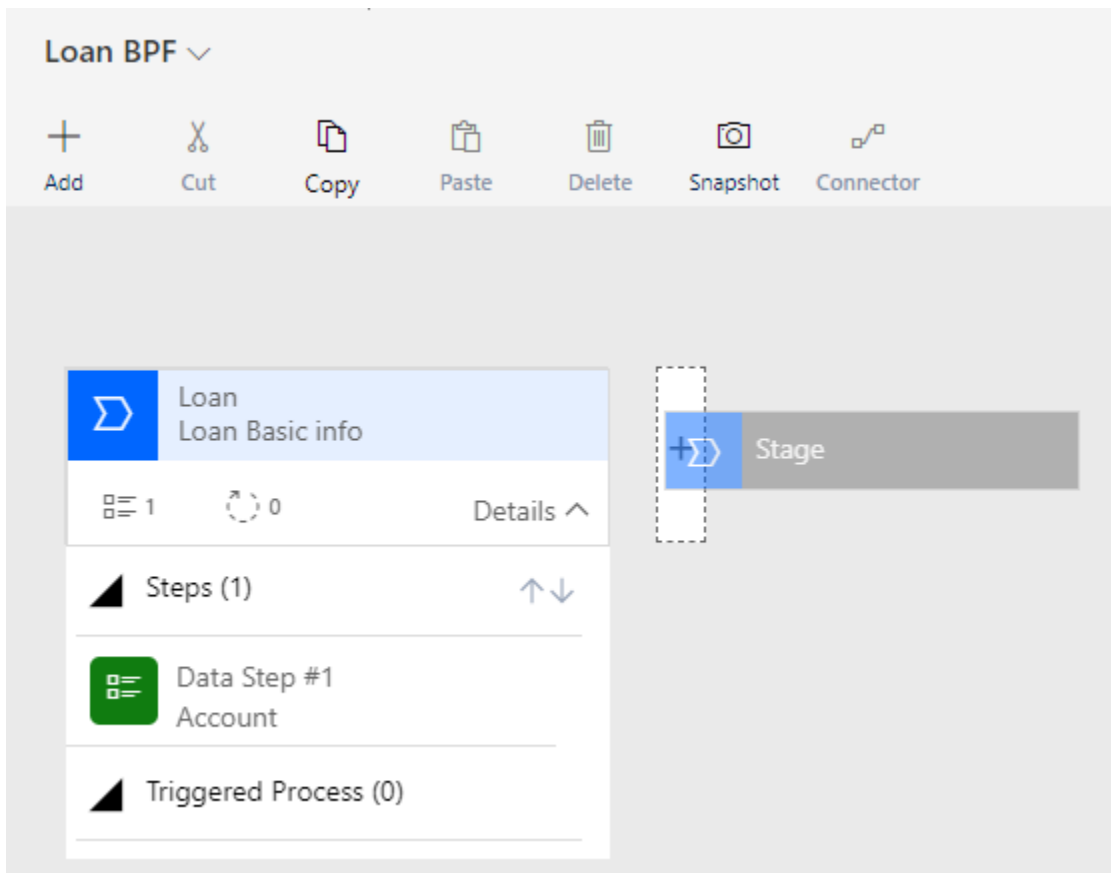 Loan BPF
Add Cut Copy Paste Delete Snapshot Connector
Loan
Loan Basic info
Stage
1 0 Details
Steps (1)
Data Step #1
Account
Triggered Process (0)